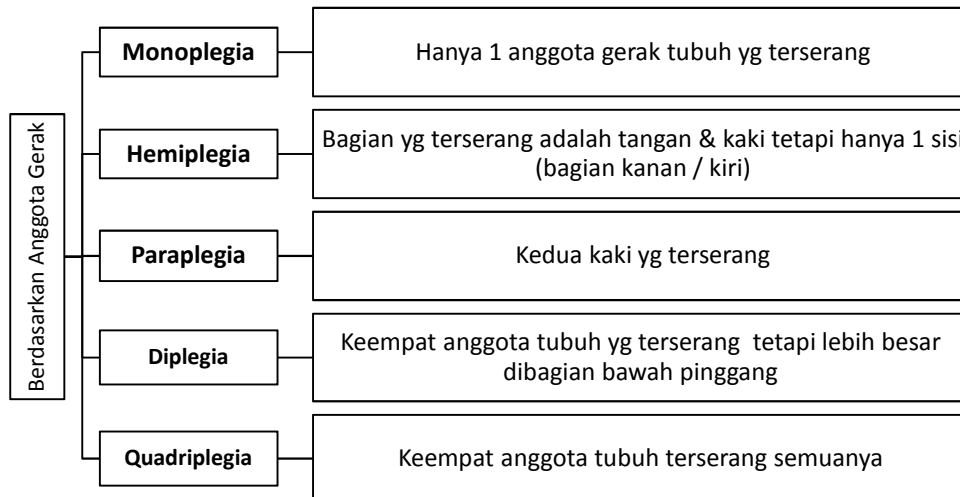 Berdasarkan Anggota Gerak
Monoplegia
Hanya 1 anggota gerak tubuh yg terserang
Hemiplegia
Bagian yg terserang adalah tangan & kaki tetapi hanya 1 sisi
(bagian kanan / kiri)
Paraplegia
Kedua kaki yg terserang
Diplegia
Keempat anggota tubuh yg terserang tetapi lebih besar
dibagian bawah pinggang
Quadriplegia
Keempat anggota tubuh terserang semuanya